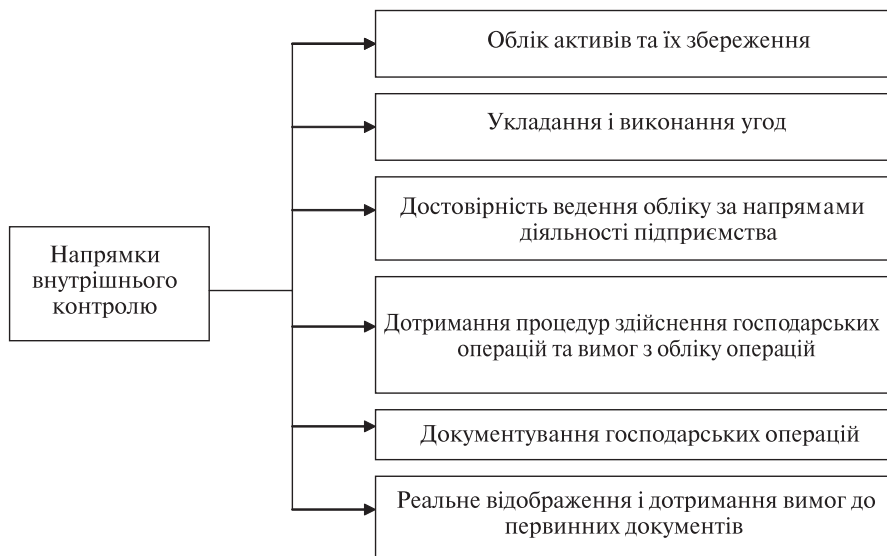 Облік активів та їх збереження
Укладання і виконання угод
Достовірність ведення обліку за напрямами
діяльності підприємства
Напрямки
внутрішнього
контролю
Дотримання процедур здійснення господарських
операцій та вимог з обліку операцій
Документування господарських операцій
Реальне відображення і дотримання вимог до
первинних документів